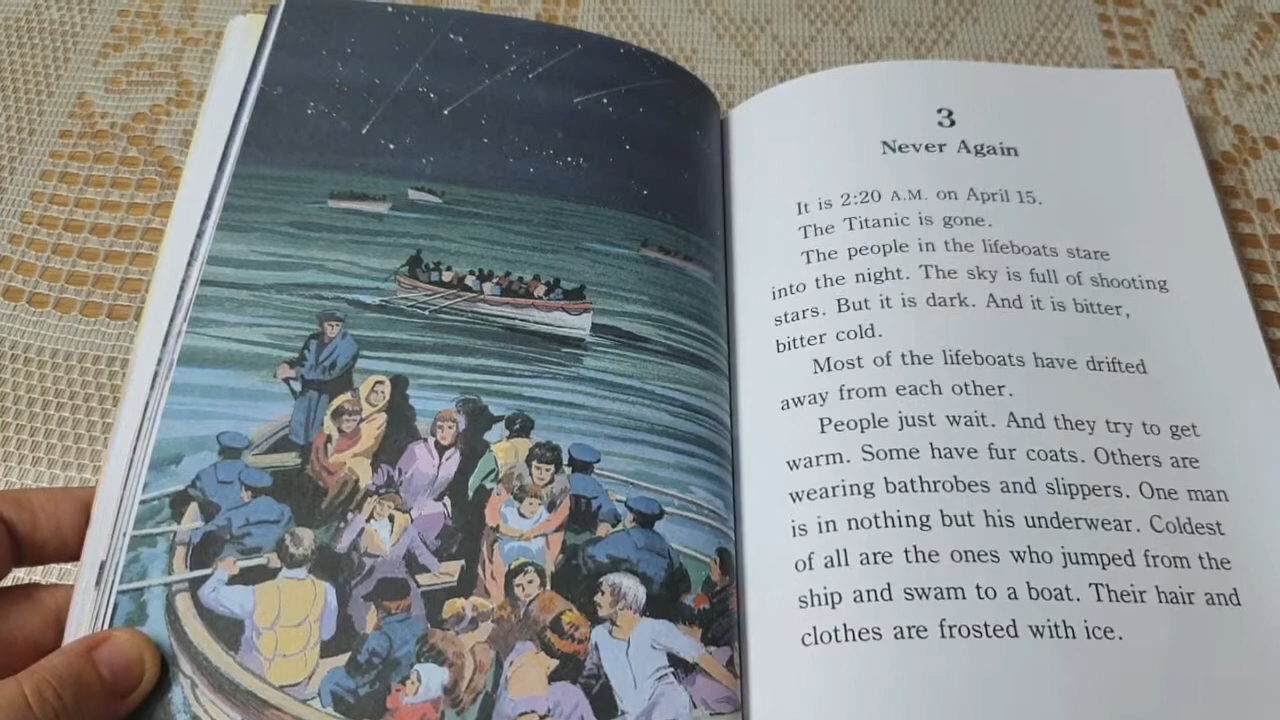 3
Never Again
It is 2:20 A.M. on April 15.
The Titanic is gone.
The people in the lifeboats stare
into the night. The sky is full of shooting
stars. But it is dark. And it is bitter,
bitter cold.
Most of the lifeboats have drifted
away from each other.
People just wait. And they try to get
warm. Some have fur coats. Others are
wearing bathrobes and slippers. One man
is in nothing but his underwear. Coldest
of all are the ones who jumped from the
ship and swam to a boat. Their hair and
clothes are frosted with ice.